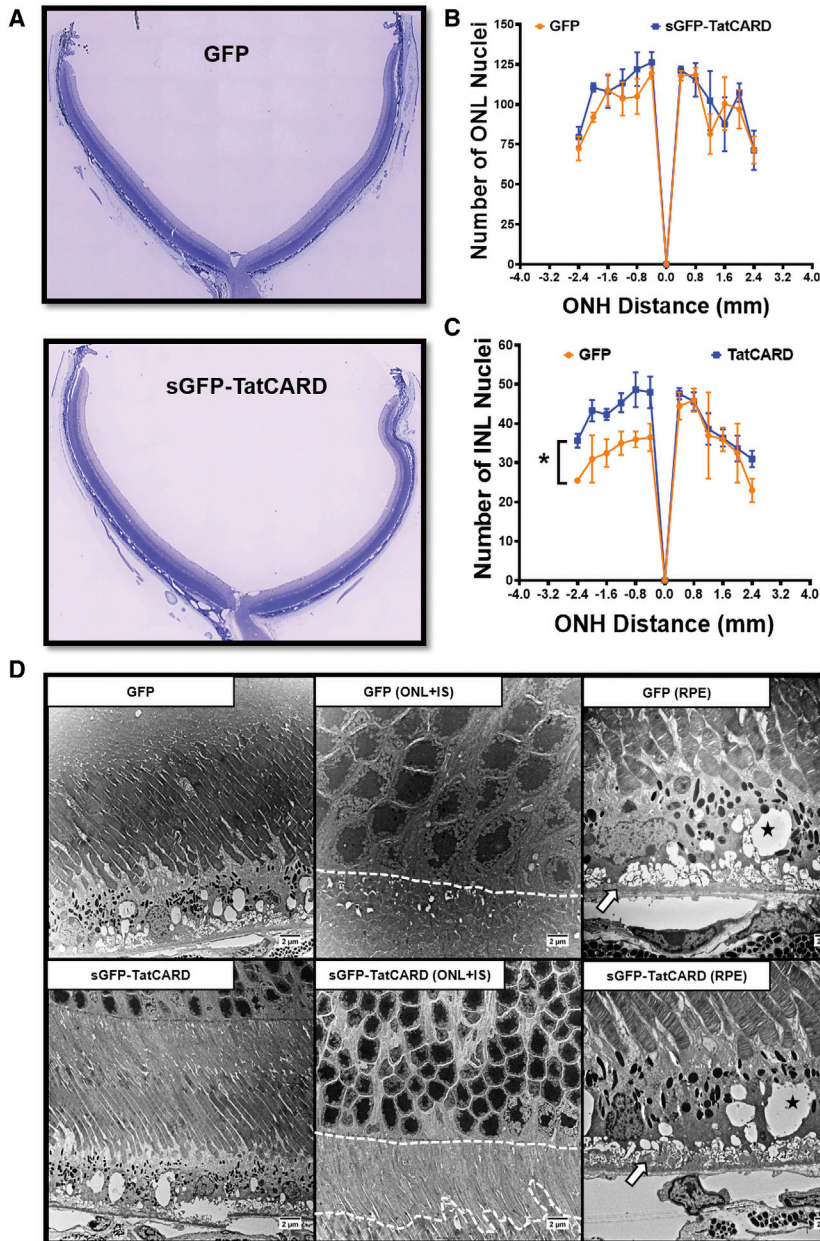 A
GFP
sGFP-TatCARD
B
GFP
sGFP-TatCARD
Number of ONL Nuclei
150
125
100
75
50
25
0
-4.0 -3.2 -2.4 -1.6 -0.8 0.0 0.8 1.6 2.4 3.2 4.0
ONH Distance (mm)
C
GFP
TatCARD
Number of INL Nuclei
60
50
40
30
20
10
0
*
-4.0 -3.2 -2.4 -1.6 -0.8 0.0 0.8 1.6 2.4 3.2 4.0
ONH Distance (mm)
D
GFP
2 µm
GFP (ONL+IS)
2 µm
GFP (RPE)
2
sGFP-TatCARD
2 µm
sGFP-TatCARD (ONL+IS)
2 µm
sGFP-TatCARD (RPE)
2